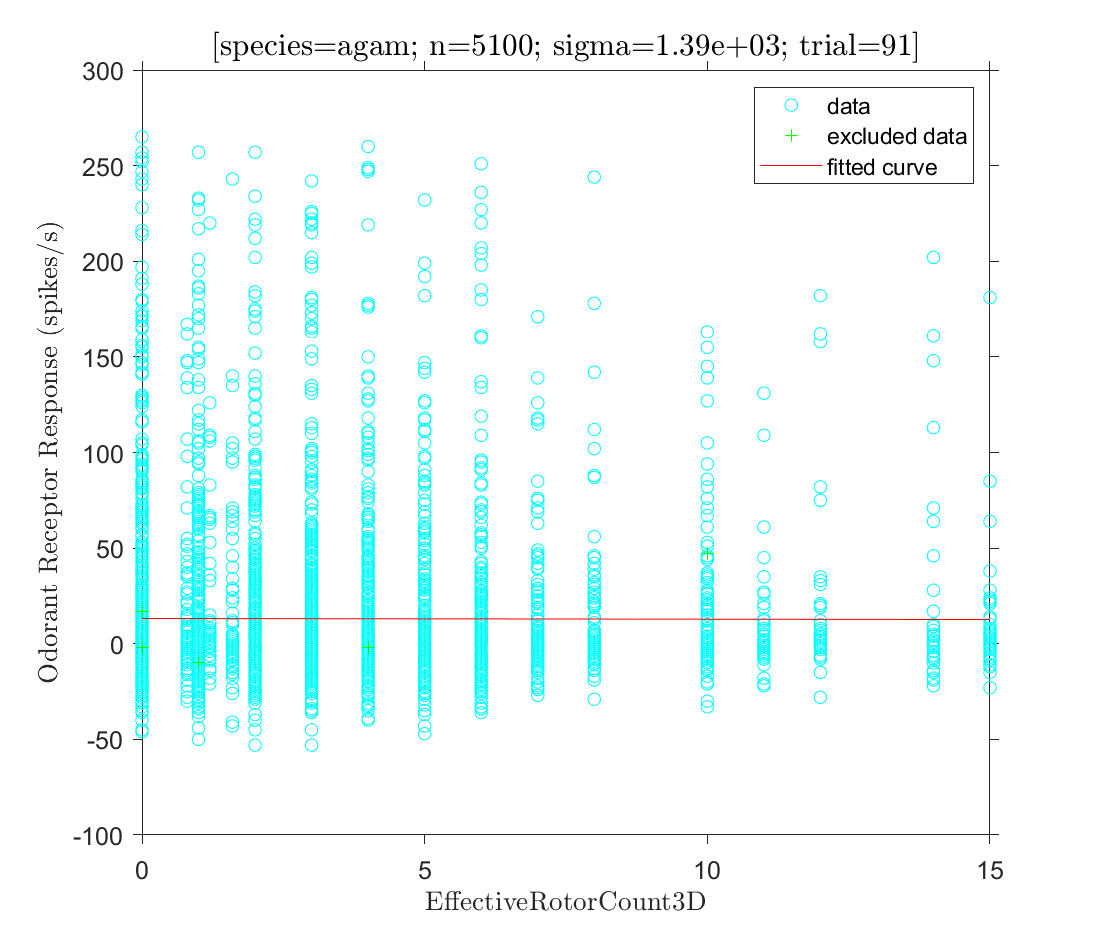 [species=agam; n=5100; sigma=1.39e+03; trial=91]
300
250
200
150
100
50
0
-50
-100
Odorant Receptor Response (spikes/s)
data
excluded data
fitted curve
0
5
10
15
EffectiveRotorCount3D